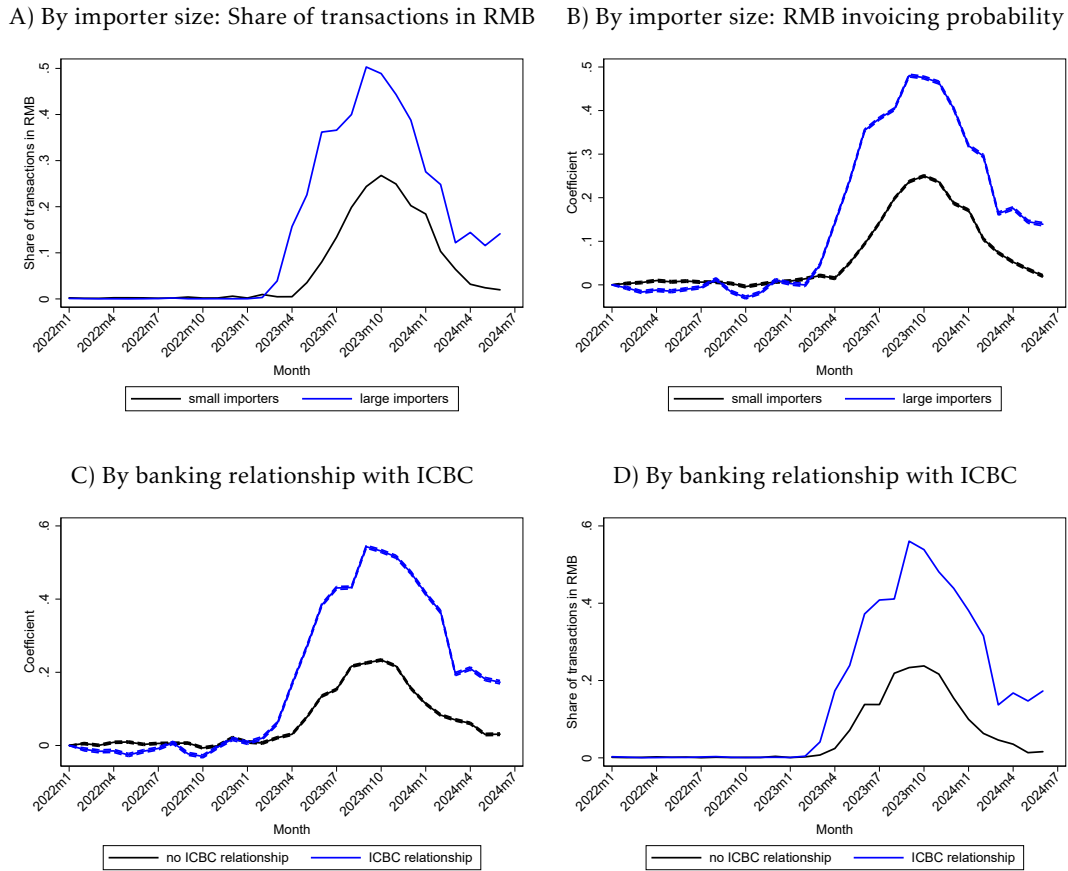 A) By importer size: Share of transactions in RMB
Share of transactions in RMB
.5
.4
.3
.2
.1
0
2022m1
2022m4
2022m7
2022m10
2023m1
2023m4
2023m7
2023m10
2024m1
2024m4
2024m7
Month
small importers large importers
B) By importer size: RMB invoicing probability
Coefficient
.5
.4
.3
.2
.1
0
2022m1
2022m4
2022m7
2022m10
2023m1
2023m4
2023m7
2023m10
2024m1
2024m4
2024m7
Month
small importers large importers
C) By banking relationship with ICBC
Coefficient
.6
.4
.2
0
2022m1
2022m4
2022m7
2022m10
2023m1
2023m4
2023m7
2023m10
2024m1
2024m4
2024m7
Month
no ICBC relationship ICBC relationship
D) By banking relationship with ICBC
Share of transactions in RMB
.6
.4
.2
0
2022m1
2022m4
2022m7
2022m10
2023m1
2023m4
2023m7
2023m10
2024m1
2024m4
2024m7
Month
no ICBC relationship ICBC relationship